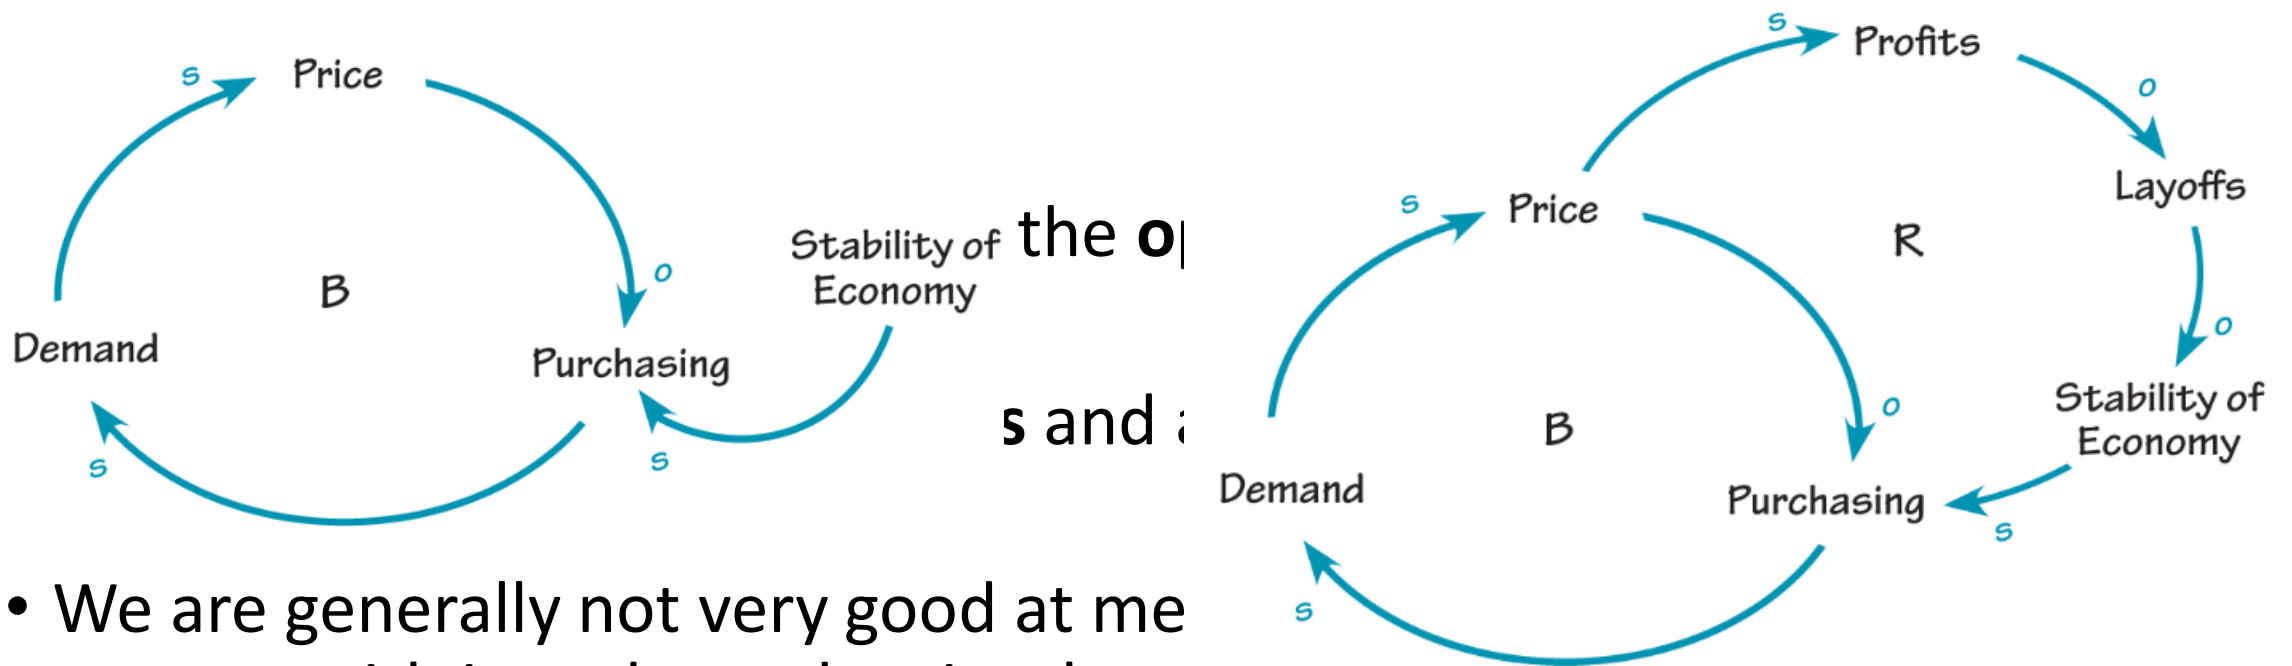 s
Price
B
o
Stability of
Economy
Demand
Purchasing
s
s
the
s and
• We are generally not very good at
s
Profits
o
Layoffs
s
Price
R
o
Stability of
Economy
o
B
Demand
Purchasing
s
s